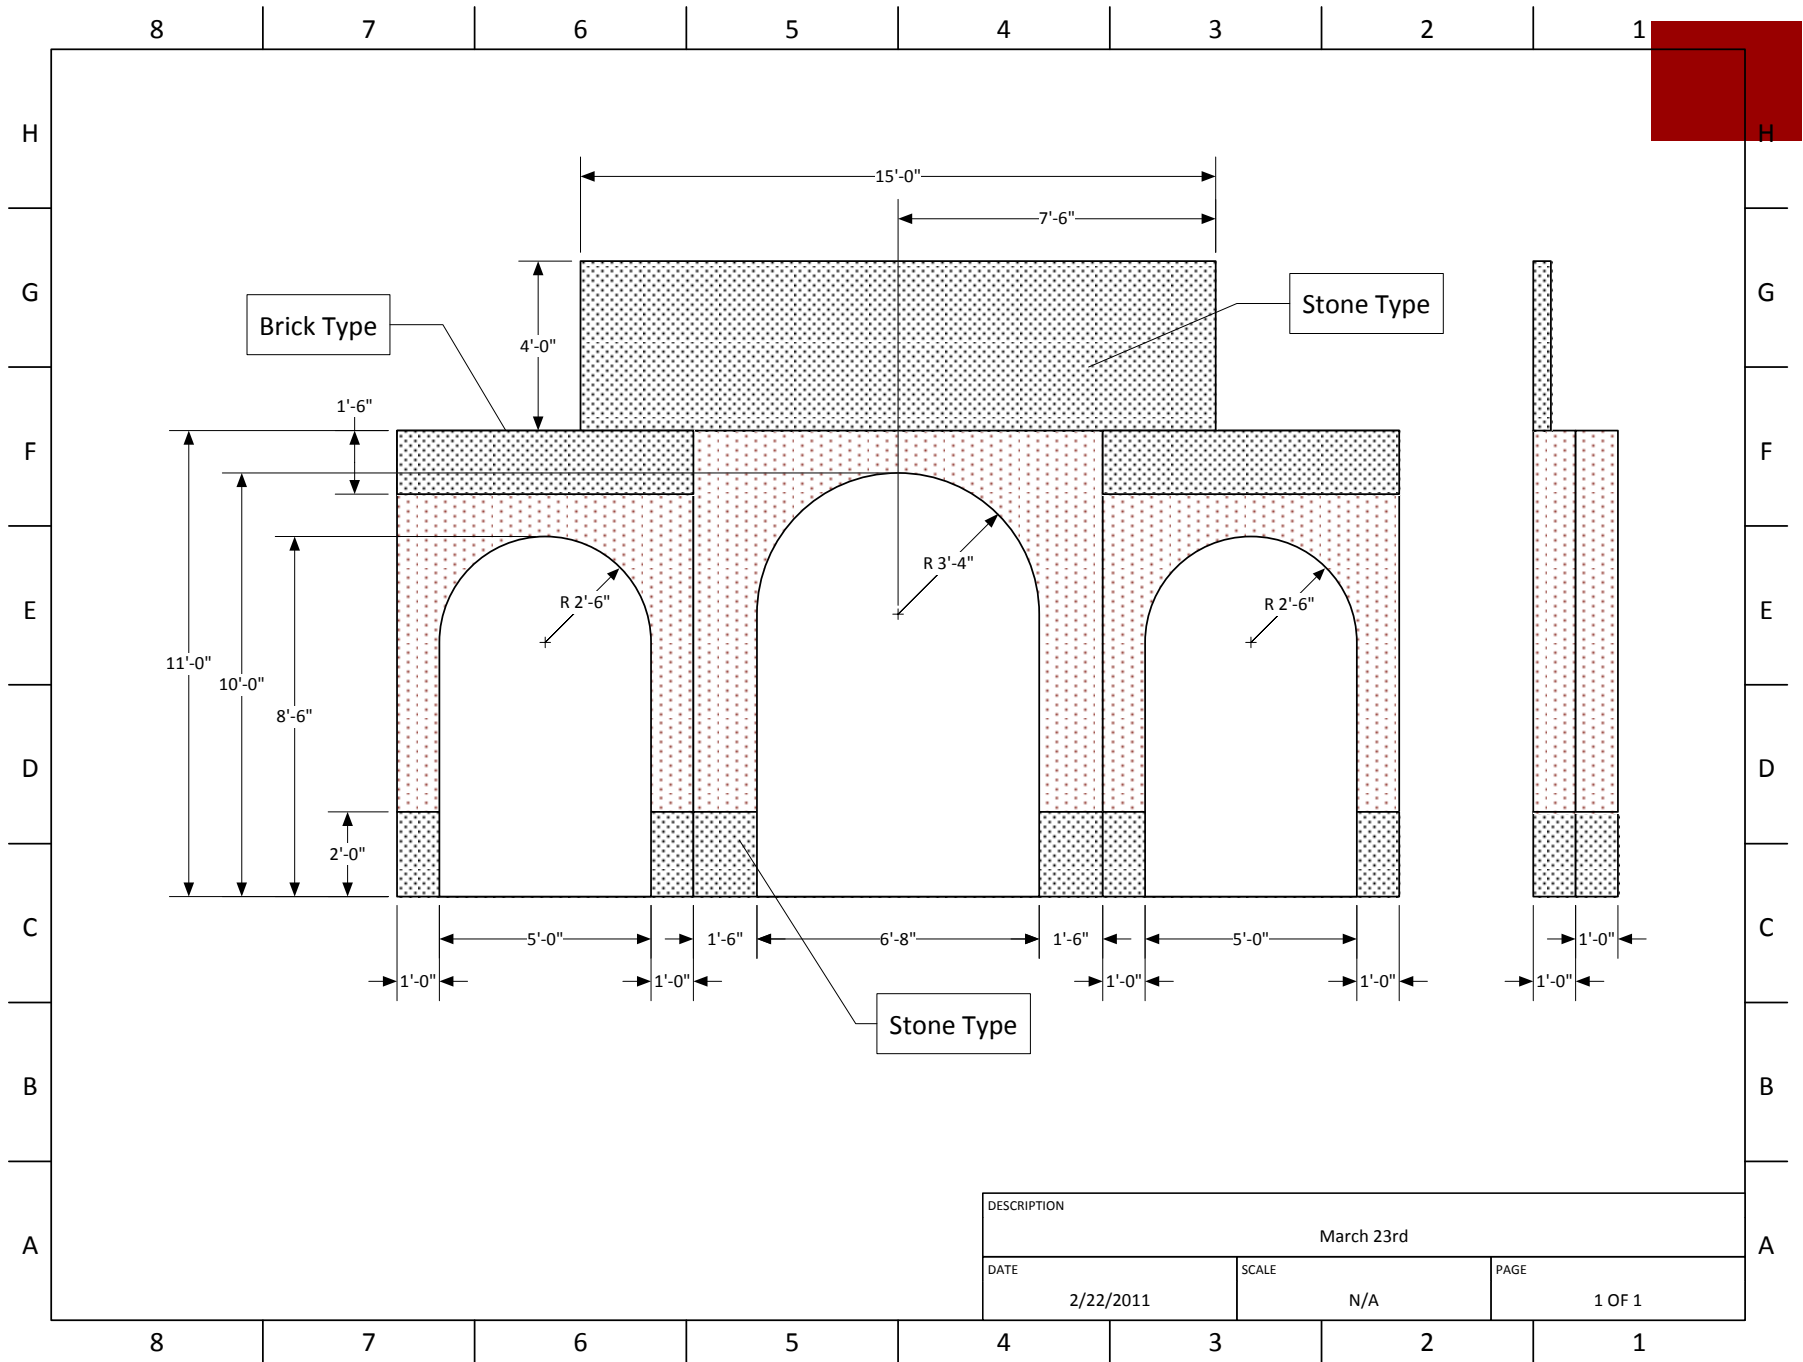 8 7 6 5 4 3 2 1
H H
15'-0"
7'-6"
G G
Brick Type
Stone Type
4'-0"
1'-6"
F F
R 3'-4"
R 2'-6"
R 2'-6"
E E
11'-0"
10'-0"
8'-6"
D D
2'-0"
C C
5'-0" 1'-6" 6'-8" 1'-6" 5'-0" 1'-0"
1'-0" 1'-0" 1'-0" 1'-0" 1'-0"
Stone Type
B B
DESCRIPTION
March 23rd
A A
DATE SCALE PAGE
2/22/2011 N/A 1 OF 1
8 7 6 5 4 3 2 1